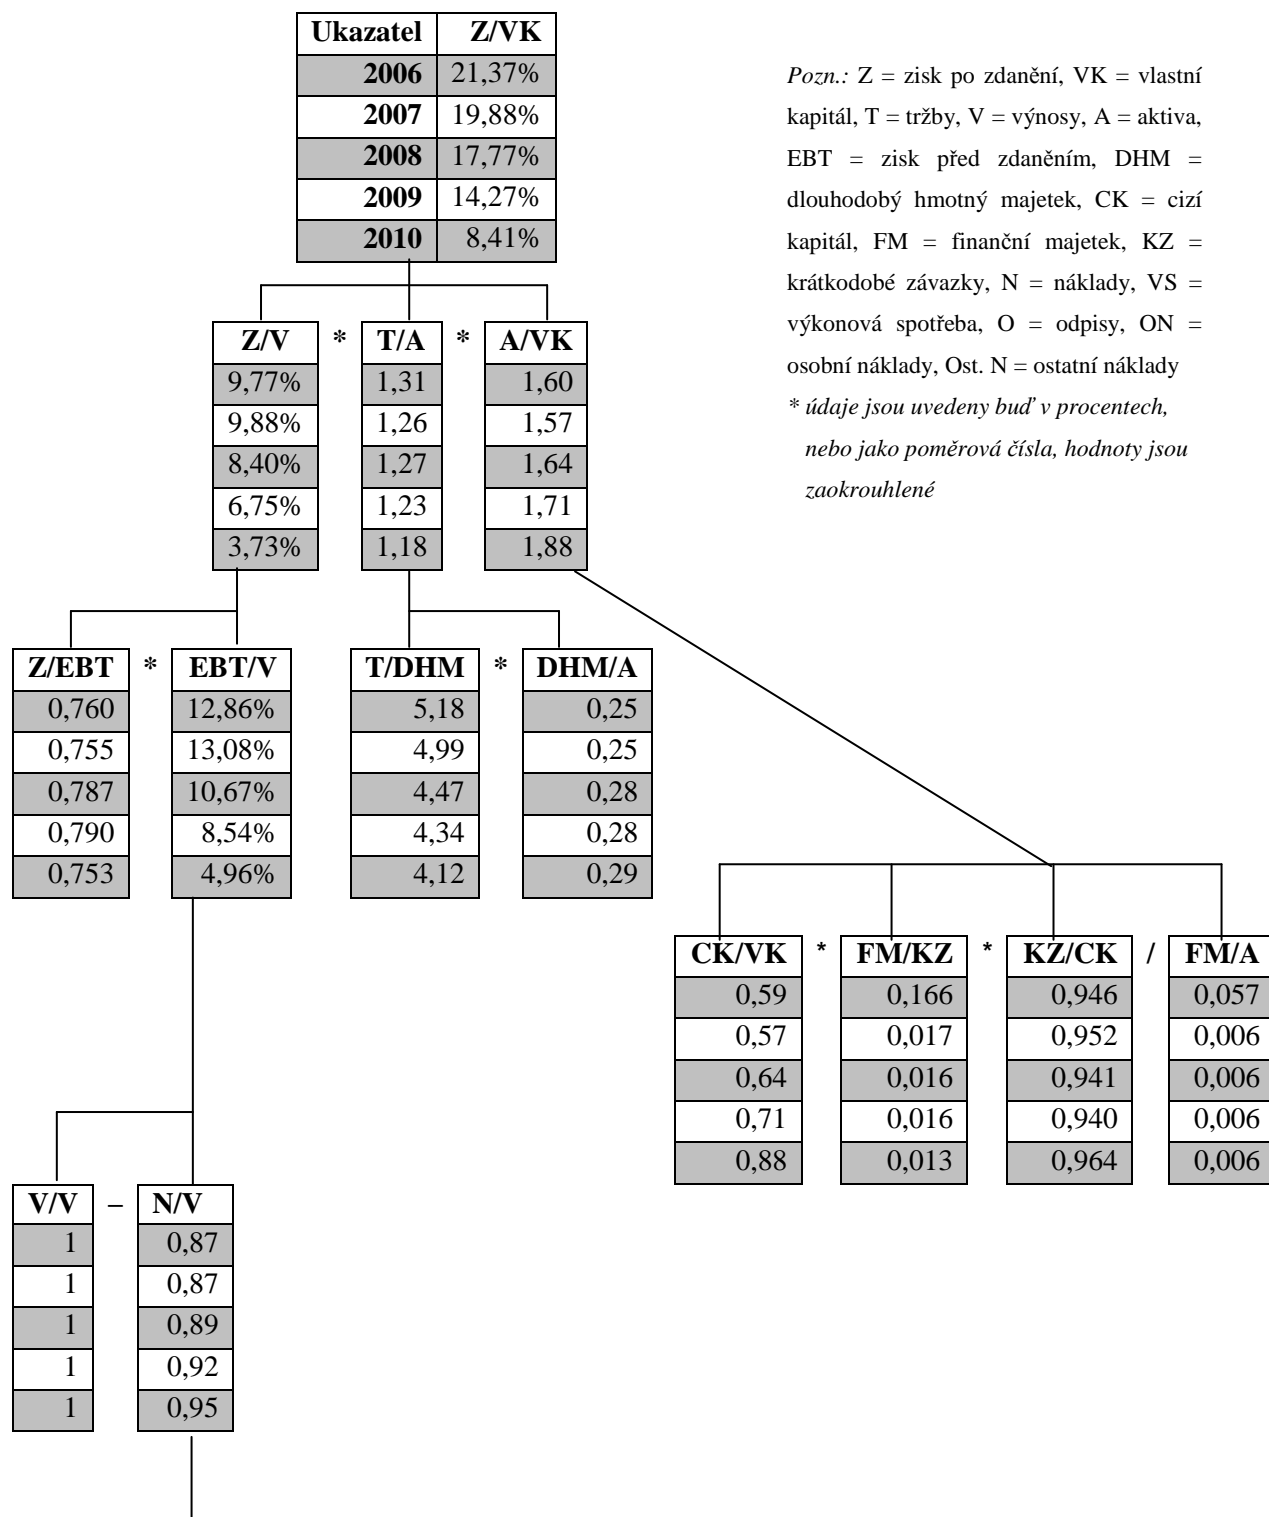 Ukazatel Z/VK
2006 21,37%
2007 19,88%
2008 17,77%
2009 14,27%
2010 8,41%
Pozn.: Z = zisk po zdanění, VK = vlastní
kapitál, T = tržby, V = výnosy, A = aktiva,
EBT = zisk před zdaněním, DHM =
dlouhodobý hmotný majetek, CK = cizí
kapitál, FM = finanční majetek, KZ =
krátkodobé závazky, N = náklady, VS =
výkonová spotřeba, O = odpisy, ON =
osobní náklady, Ost. N = ostatní náklady
* údaje jsou uvedeny buď v procentech,
nebo jako poměrová čísla, hodnoty jsou
zaokrouhlené
Z/V * T/A * A/VK
9,77% 1,31 1,60
9,88% 1,26 1,57
8,40% 1,27 1,64
6,75% 1,23 1,71
3,73% 1,18 1,88
Z/EBT * EBT/V T/DHM * DHM/A
0,760 12,86% 5,18 0,25
0,755 13,08% 4,99 0,25
0,787 10,67% 4,47 0,28
0,790 8,54% 4,34 0,28
0,753 4,96% 4,12 0,29
CK/VK * FM/KZ * KZ/CK / FM/A
0,59 0,166 0,946 0,057
0,57 0,017 0,952 0,006
0,64 0,016 0,941 0,006
0,71 0,016 0,940 0,006
0,88 0,013 0,964 0,006
V/V – N/V
1 0,87
1 0,87
1 0,89
1 0,92
1 0,95